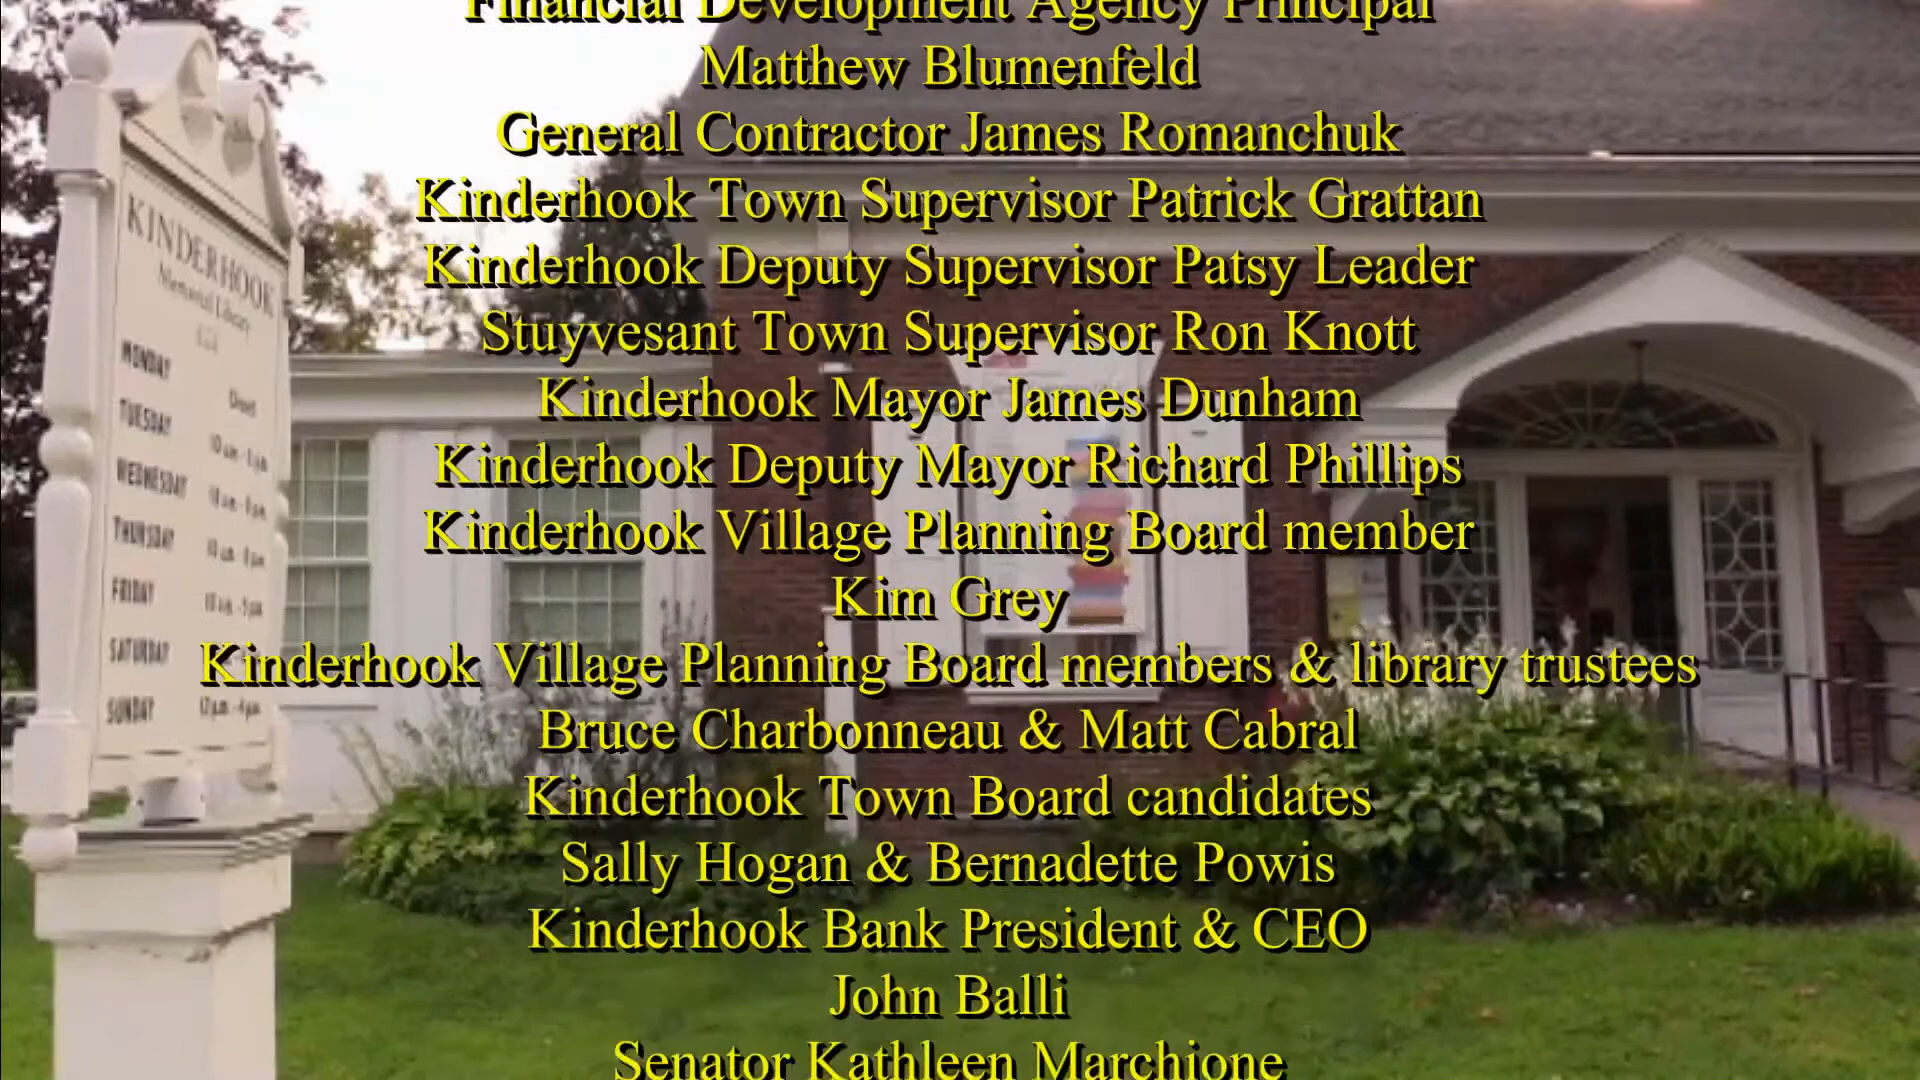 Financial Development Agency Principal
Matthew Blumenfeld
General Contractor James Romanchuk
Kinderhook Town Supervisor Patrick Grattan
Kinderhook Deputy Supervisor Patsy Leader
Stuyvesant Town Supervisor Ron Knott
Kinderhook Mayor James Dunham
Kinderhook Deputy Mayor Richard Phillips
Kinderhook Village Planning Board member
Kim Grey
Kinderhook Village Planning Board members & library trustees
Bruce Charbonneau & Matt Cabral
Kinderhook Town Board candidates
Sally Hogan & Bernadette Powis
Kinderhook Bank President & CEO
John Balli
Senator Kathleen Marchione
KINDERHOOK
Memorial Library
MONDAY Closed
TUESDAY
WEDNESDAY
THURSDAY
FRIDAY
SATURDAY
SUNDAY